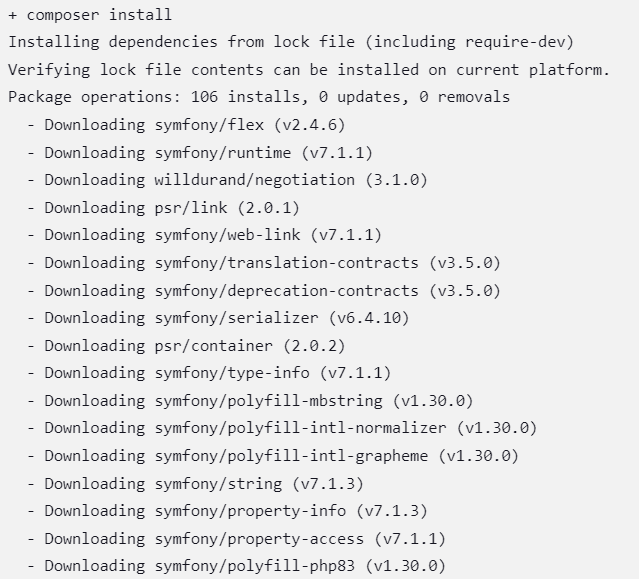 + composer install
Installing dependencies from lock file (including require-dev)
Verifying lock file contents can be installed on current platform.
Package operations: 106 installs, 0 updates, 0 removals
- Downloading symfony/flex (v2.4.6)
- Downloading symfony/runtime (v7.1.1)
- Downloading willdurand/negotiation (3.1.0)
- Downloading psr/link (2.0.1)
- Downloading symfony/web-link (v7.1.1)
- Downloading symfony/translation-contracts (v3.5.0)
- Downloading symfony/deprecation-contracts (v3.5.0)
- Downloading symfony/serializer (v6.4.10)
- Downloading psr/container (2.0.2)
- Downloading symfony/type-info (v7.1.1)
- Downloading symfony/polyfill-mbstring (v1.30.0)
- Downloading symfony/polyfill-intl-normalizer (v1.30.0)
- Downloading symfony/polyfill-intl-grapheme (v1.30.0)
- Downloading symfony/string (v7.1.3)
- Downloading symfony/property-info (v7.1.3)
- Downloading symfony/property-access (v7.1.1)
- Downloading symfony/polyfill-php83 (v1.30.0)